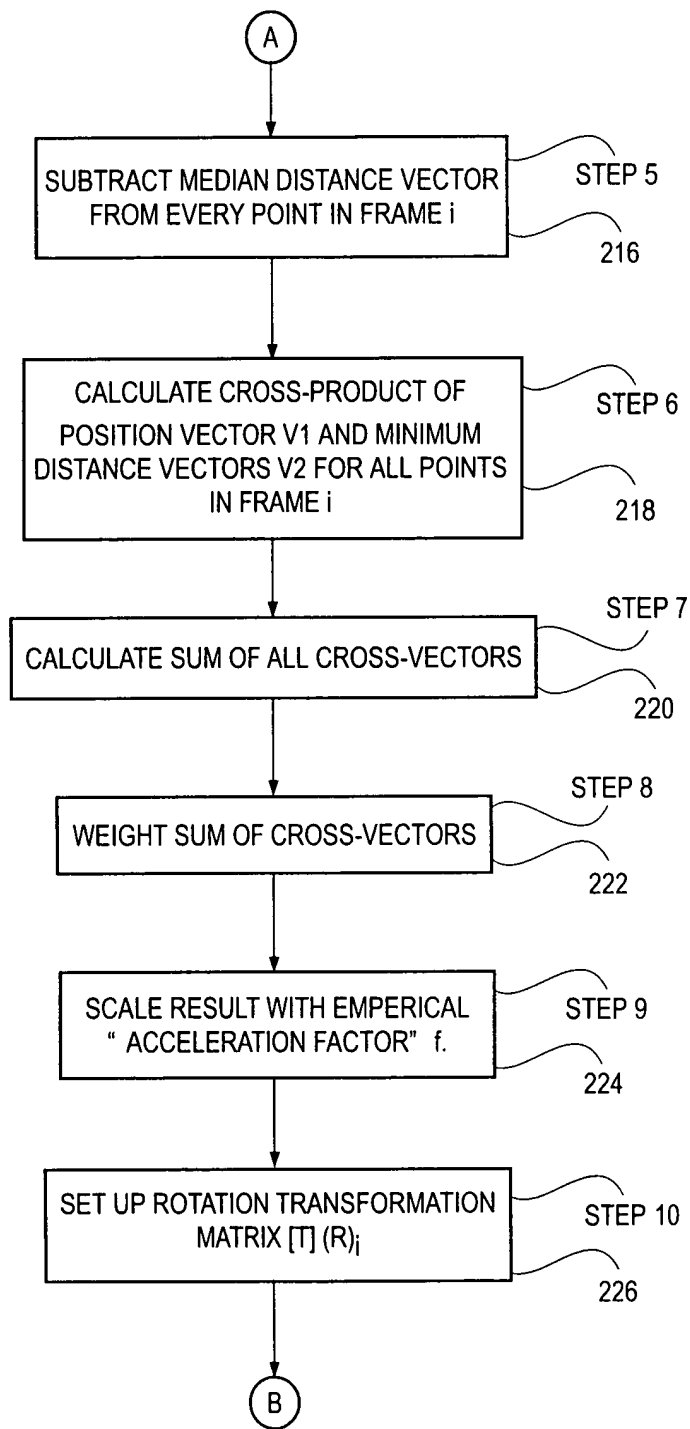 A
SUBTRACT MEDIAN DISTANCE VECTOR
FROM EVERY POINT IN FRAME i
STEP 5
216
CALCULATE CROSS-PRODUCT OF
POSITION VECTOR V1 AND MINIMUM
DISTANCE VECTORS V2 FOR ALL POINTS
IN FRAME i
STEP 6
218
CALCULATE SUM OF ALL CROSS-VECTORS
STEP 7
220
WEIGHT SUM OF CROSS-VECTORS
STEP 8
222
SCALE RESULT WITH EMPERICAL
“ ACCELERATION FACTOR” f.
STEP 9
224
SET UP ROTATION TRANSFORMATION
MATRIX [T] (R)i
STEP 10
226
B